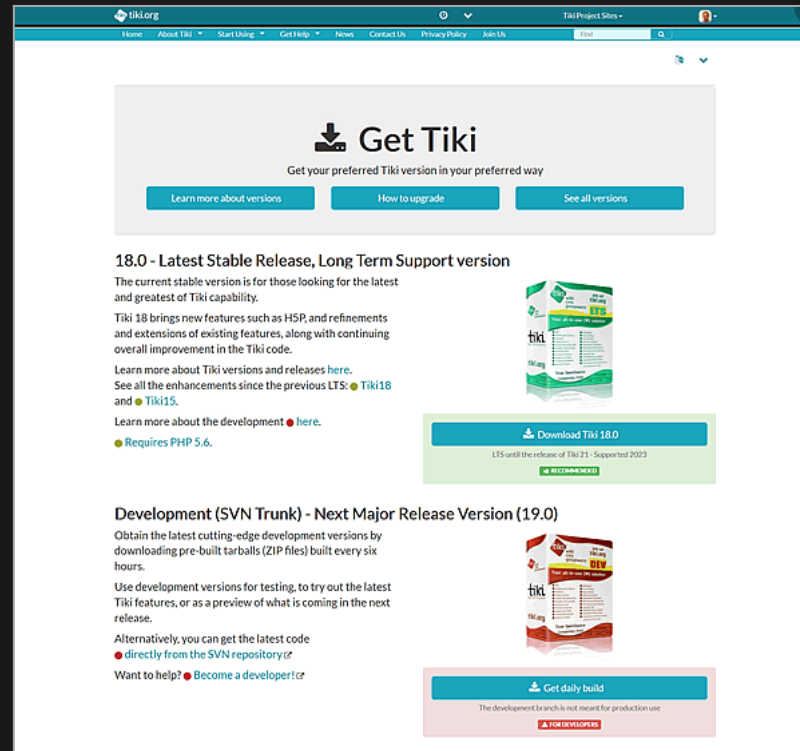 tiki.org
Tiki Project Sites
Home About Tiki Start Using Get Help News Contact Us Privacy Policy Join Us Find
Get Tiki
Get your preferred Tiki version in your preferred way
Learn more about versions How to upgrade See all versions
18.0 - Latest Stable Release, Long Term Support version
The current stable version is for those looking for the latest
and greatest of Tiki capability.
Tiki 18 brings new features such as H5P, and refinements
and extensions of existing features, along with continuing
overall improvement in the Tiki code.
Learn more about Tiki versions and releases here.
See all the enhancements since the previous LTS: Tiki18
and Tiki15.
Learn more about the development here.
Requires PHP 5.6.
LTS
tiki
Download Tiki 18.0
LTS until the release of Tiki 21 - Supported 2023
RECOMMENDED
Development (SVN Trunk) - Next Major Release Version (19.0)
Obtain the latest cutting-edge development versions by
downloading pre-built tarballs (ZIP files) built every six
hours.
Use development versions for testing, to try out the latest
Tiki features, or as a preview of what is coming in the next
release.
Alternatively, you can get the latest code
directly from the SVN repository
Want to help? Become a developer!
DEV
tiki
Get daily build
The development branch is not meant for production use
FOR DEVELOPERS